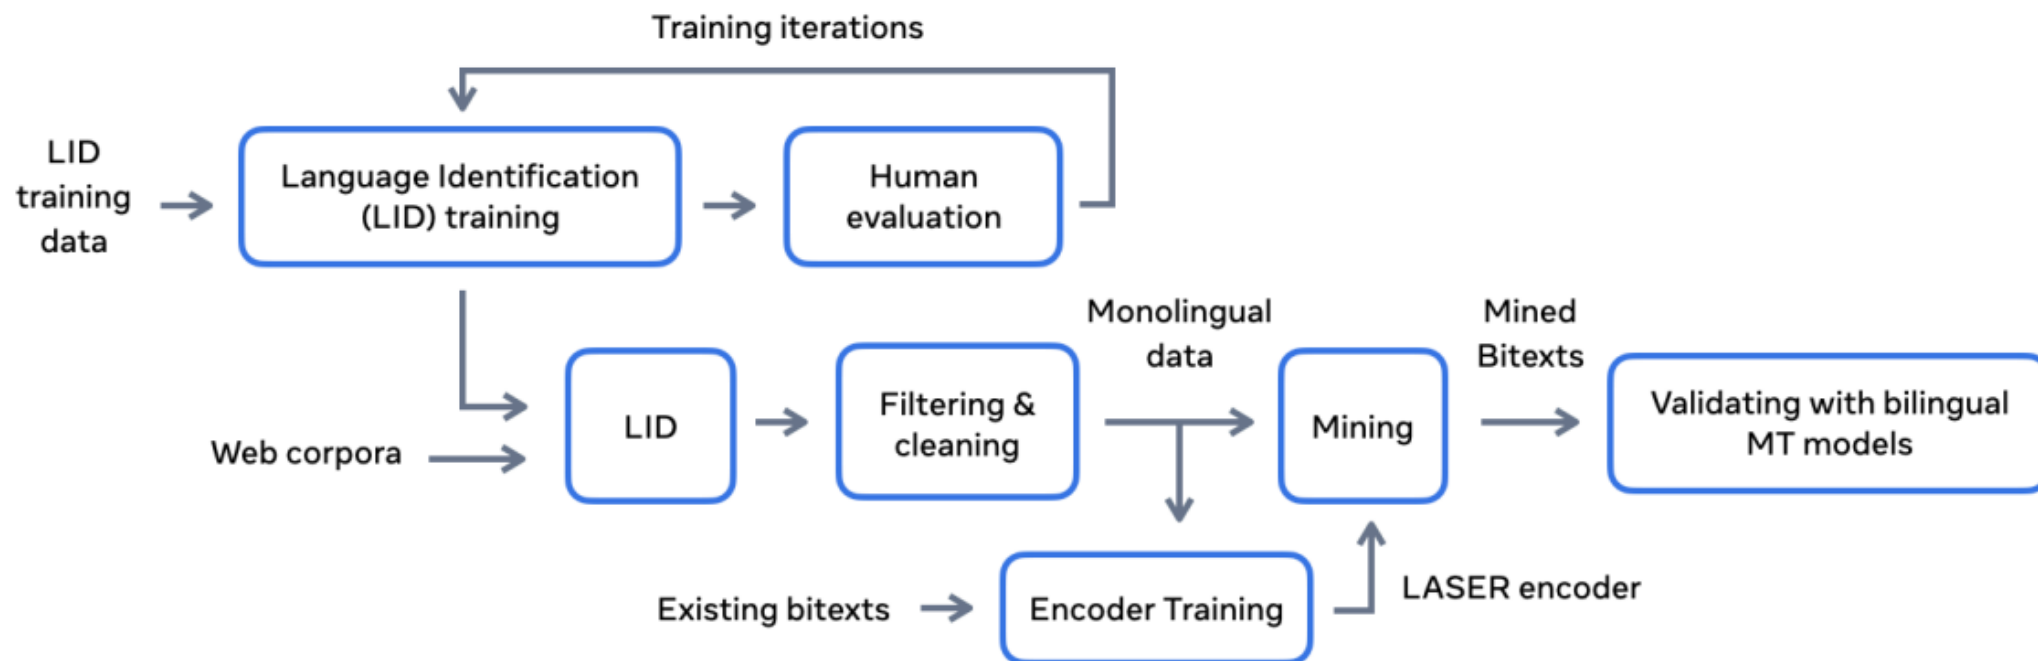 Training iterations
LID
training
data
Language Identification
(LID) training
Human
evaluation
Monolingual
data
Mined
Bitexts
Web corpora
LID
Filtering &
cleaning
Mining
Validating with bilingual
MT models
Existing bitexts
Encoder Training
LASER encoder